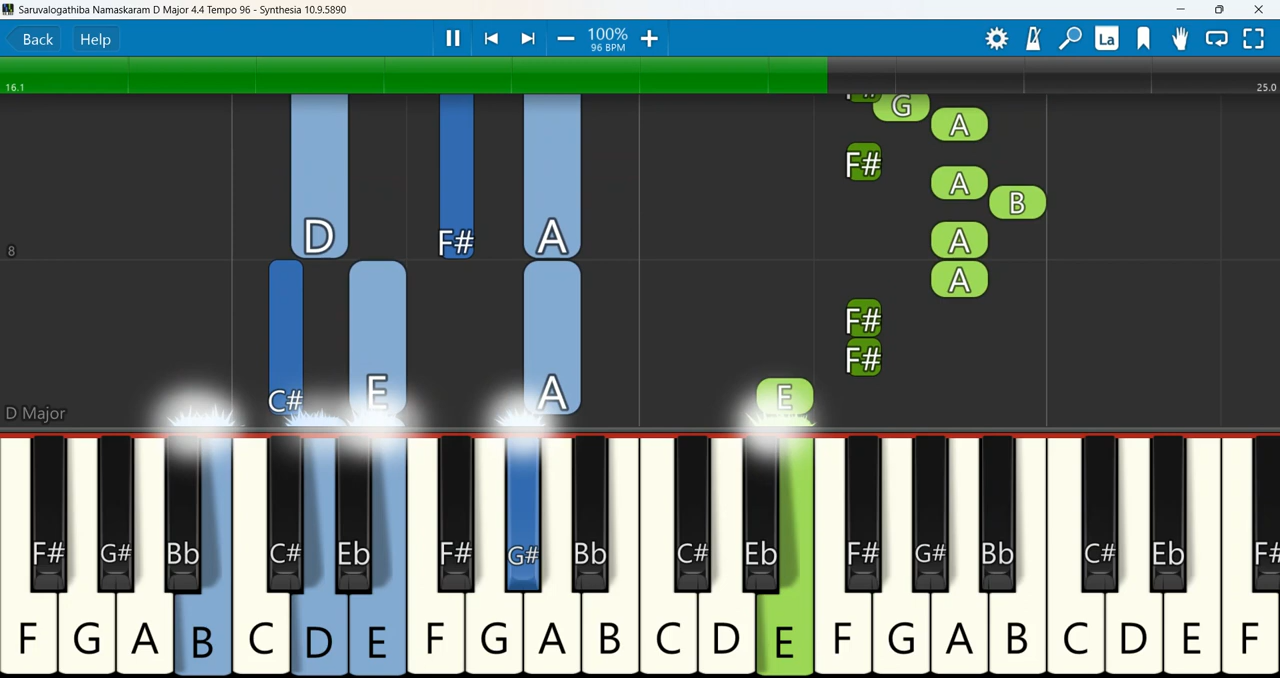 Saruvalogathiba Namaskaram D Major 4.4 Tempo 96 - Synthesia 10.9.5890
Back Help 100% La
96 BPM
16.1 25.0
G
A
F#
A
B
D F# A A
8
A
F#
F#
C# E A E
D Major
F# G# Bb C# Eb F# G# Bb C# Eb F# G# Bb C# Eb F#
F G A B C D E F G A B C D E F G A B C D E F